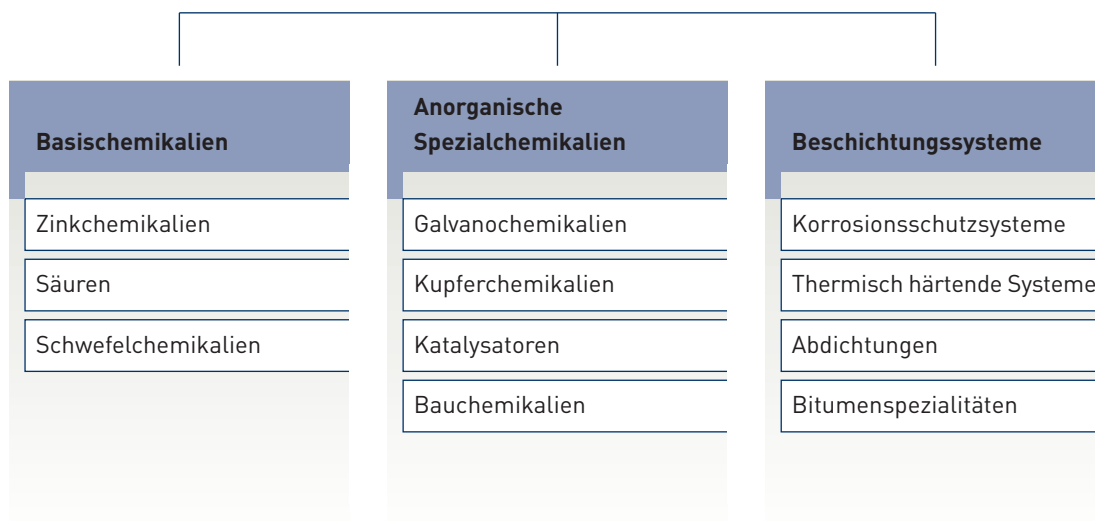 Basischemikalien
Zinkchemikalien
Säuren
Schwefelchemikalien
Anorganische
Spezialchemikalien
Galvanochemikalien
Kupferchemikalien
Katalysatoren
Bauchemikalien
Beschichtungssysteme
Korrosionsschutzsysteme
Thermisch härtende Systeme
Abdichtungen
Bitumenspezialitäten